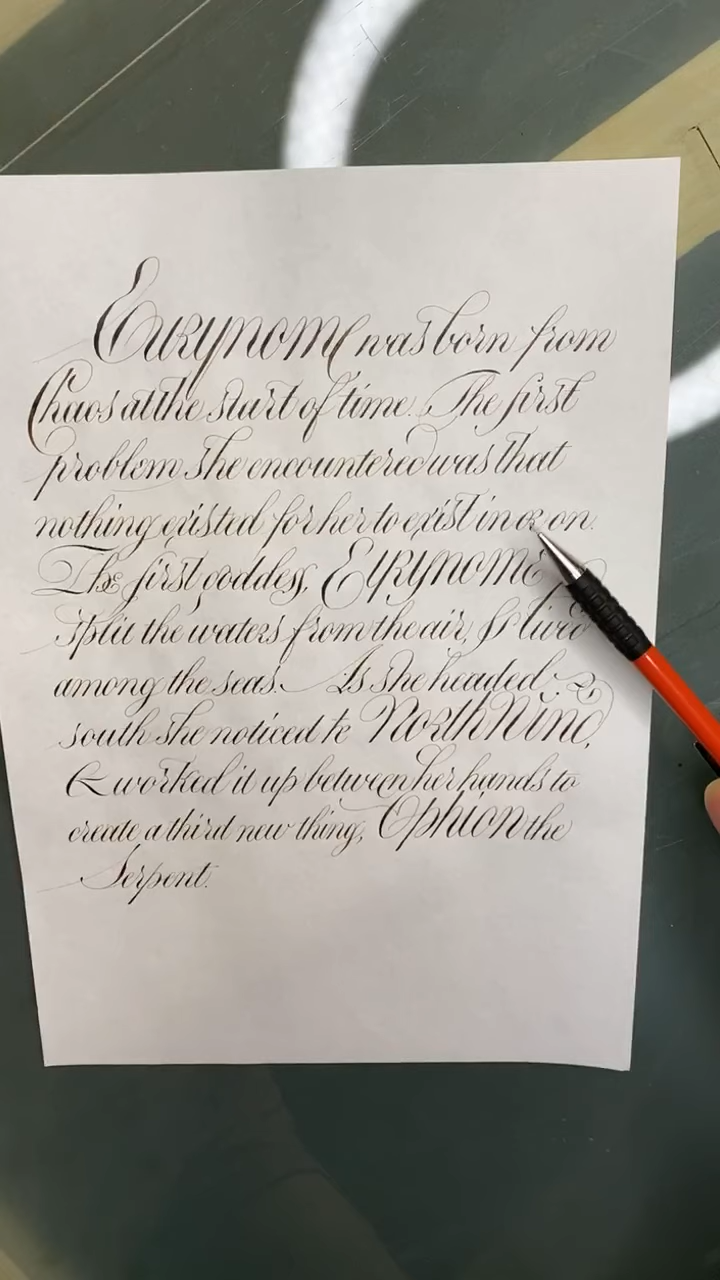 Eurynome was born from
Chaos at the start of time. The first
problem she encountered was that
nothing existed for her to exist in or on.
The first goddess, Eurynome
split the waters from the air, & lived
among the seas. As she headed
south she noticed te North Wind,
& worked it up between her hands to
create a third new thing, Ophion the
Serpent.